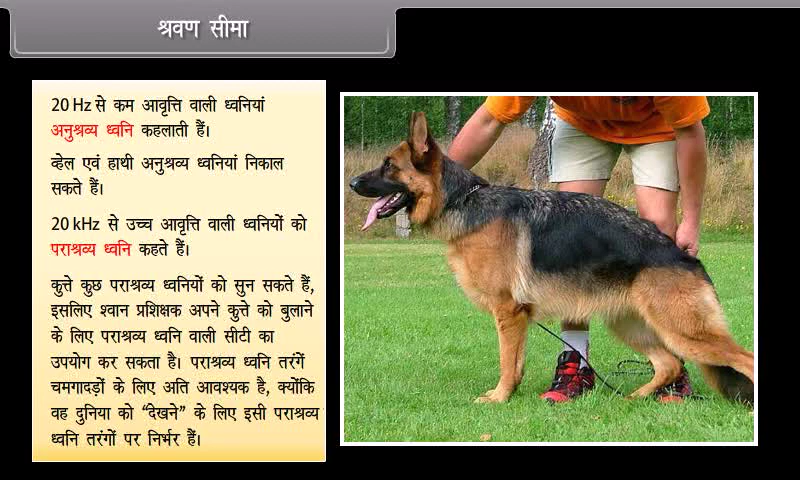 श्रवण सीमा
20 Hz से कम आवृत्ति वाली ध्वनियां
अनुश्रव्य ध्वनि कहलाती हैं।
व्हेल एवं हाथी अनुश्रव्य ध्वनियां निकाल
सकते हैं।
20 kHz से उच्च आवृत्ति वाली ध्वनियों को
पराश्रव्य ध्वनि कहते हैं।
कुत्ते कुछ पराश्रव्य ध्वनियों को सुन सकते हैं,
इसलिए श्वान प्रशिक्षक अपने कुत्ते को बुलाने
के लिए पराश्रव्य ध्वनि वाली सीटी का
उपयोग कर सकता है। पराश्रव्य ध्वनि तरंगें
चमगादड़ों के लिए अति आवश्यक है, क्योंकि
वह दुनिया को “देखने” के लिए इसी पराश्रव्य
ध्वनि तरंगों पर निर्भर हैं।